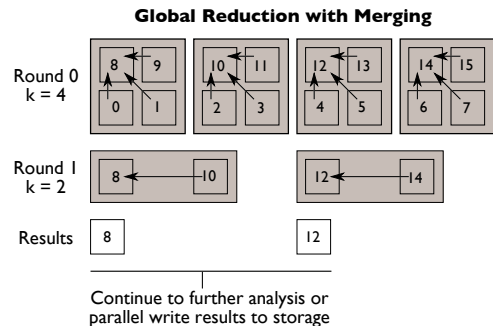 Global Reduction with Merging
Round 0
k = 4
8 9 10 11 12 13 14 15
0 1 2 3 4 5 6 7
Round 1
k = 2
8 10 12 14
Results
8 12
Continue to further analysis or
parallel write results to storage